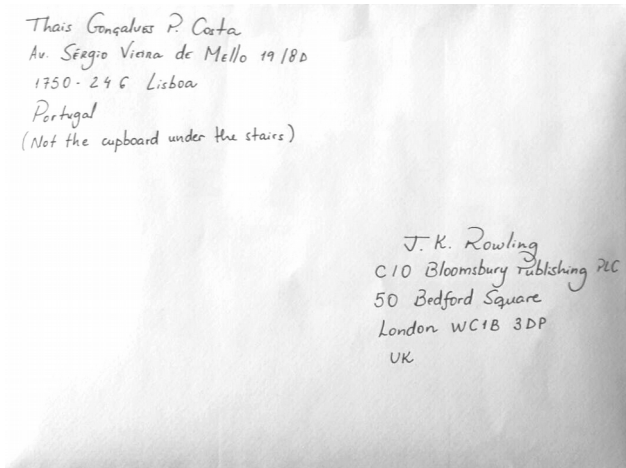 Thais Gonçalves P. Costa
Av. Sérgio Vieira de Mello 19/8D
1750-246 Lisboa
Portugal
(Not the cupboard under the stairs)
J. K. Rowling
C/O Bloomsbury Publishing PLC
50 Bedford Square
London WC1B 3DP
UK